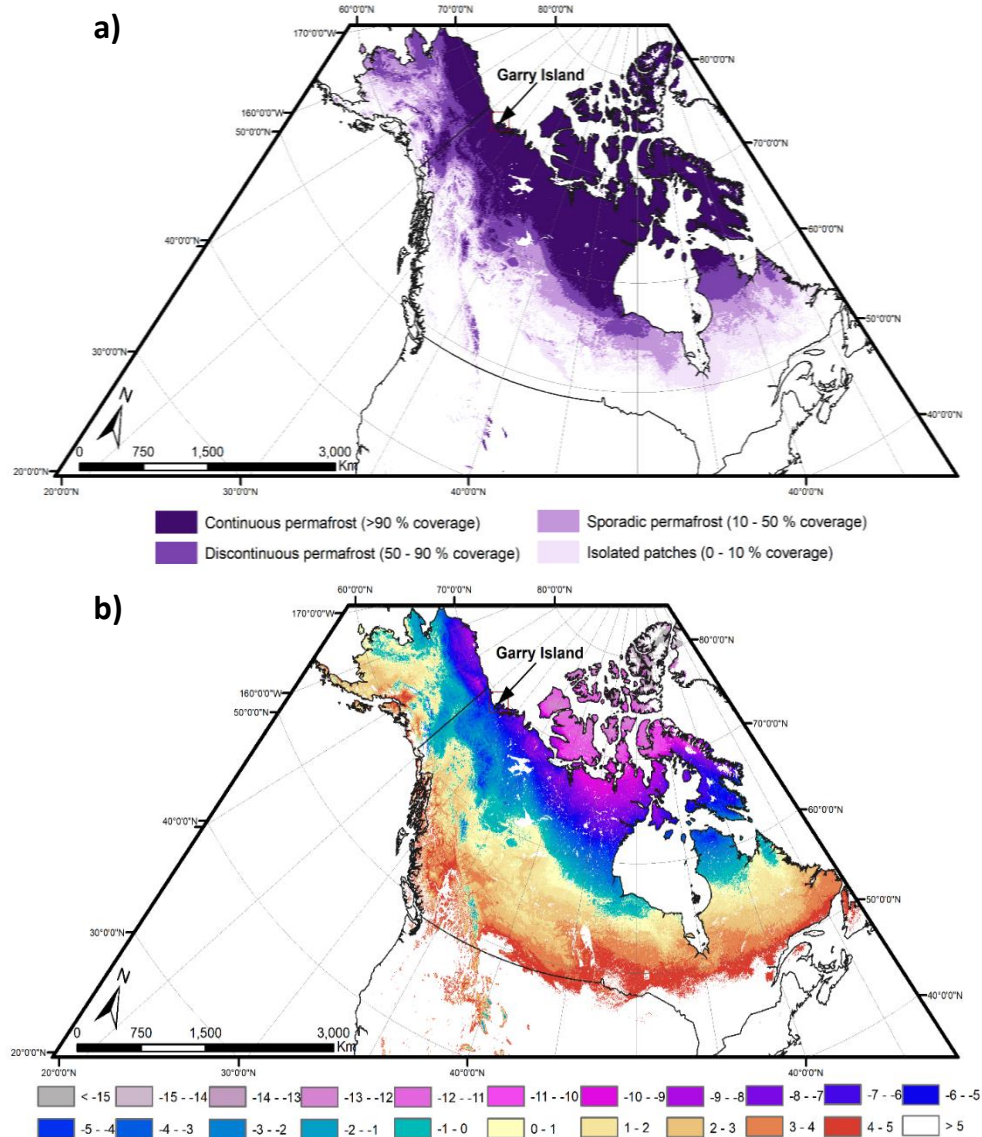 a)
60°0'0"N 70°0'0"N 80°0'0"N
170°0'0"W
80°0'0"N
Garry Island
160°0'0"W
50°0'0"N
70°0'0"N
60°0'0"N
40°0'0"N
50°0'0"N
30°0'0"N
40°0'0"N
N
0 750 1,500 3,000
Km
20°0'0"N
20°0'0"N 30°0'0"N 40°0'0"N 40°0'0"N
Continuous permafrost (>90 % coverage) Sporadic permafrost (10 - 50 % coverage)
Discontinuous permafrost (50 - 90 % coverage) Isolated patches (0 - 10 % coverage)
b)
60°0'0"N 70°0'0"N 80°0'0"N
170°0'0"W
80°0'0"N
Garry Island
160°0'0"W
50°0'0"N
70°0'0"N
60°0'0"N
40°0'0"N
50°0'0"N
30°0'0"N
40°0'0"N
N
0 750 1,500 3,000
Km
20°0'0"N
20°0'0"N 30°0'0"N 40°0'0"N 40°0'0"N
< -15 -15 - -14 -14 - -13 -13 - -12 -12 - -11 -11 - -10 -10 - -9 -9 - -8 -8 - -7 -7 - -6 -6 - -5
-5 - -4 -4 - -3 -3 - -2 -2 - -1 -1 - 0 0 - 1 1 - 2 2 - 3 3 - 4 4 - 5 > 5